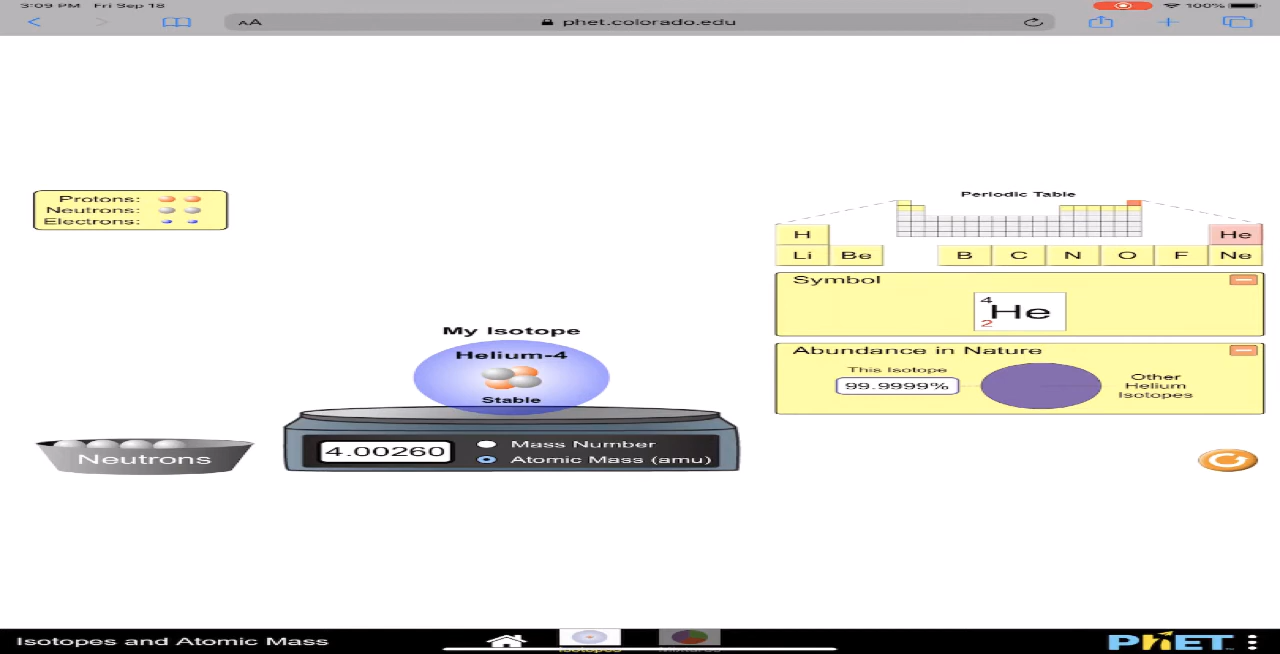 3:09 PM Fri Sep 18
100%
AA
phet.colorado.edu
Protons:
Neutrons:
Electrons:
Periodic Table
H
He
Li Be B C N O F Ne
Symbol
4
He
2
My Isotope
Helium-4
Stable
Abundance in Nature
This Isotope
99.9999%
Other
Helium
Isotopes
4.00260
Mass Number
Atomic Mass (amu)
Neutrons
Isotopes and Atomic Mass
Isotopes
PhET